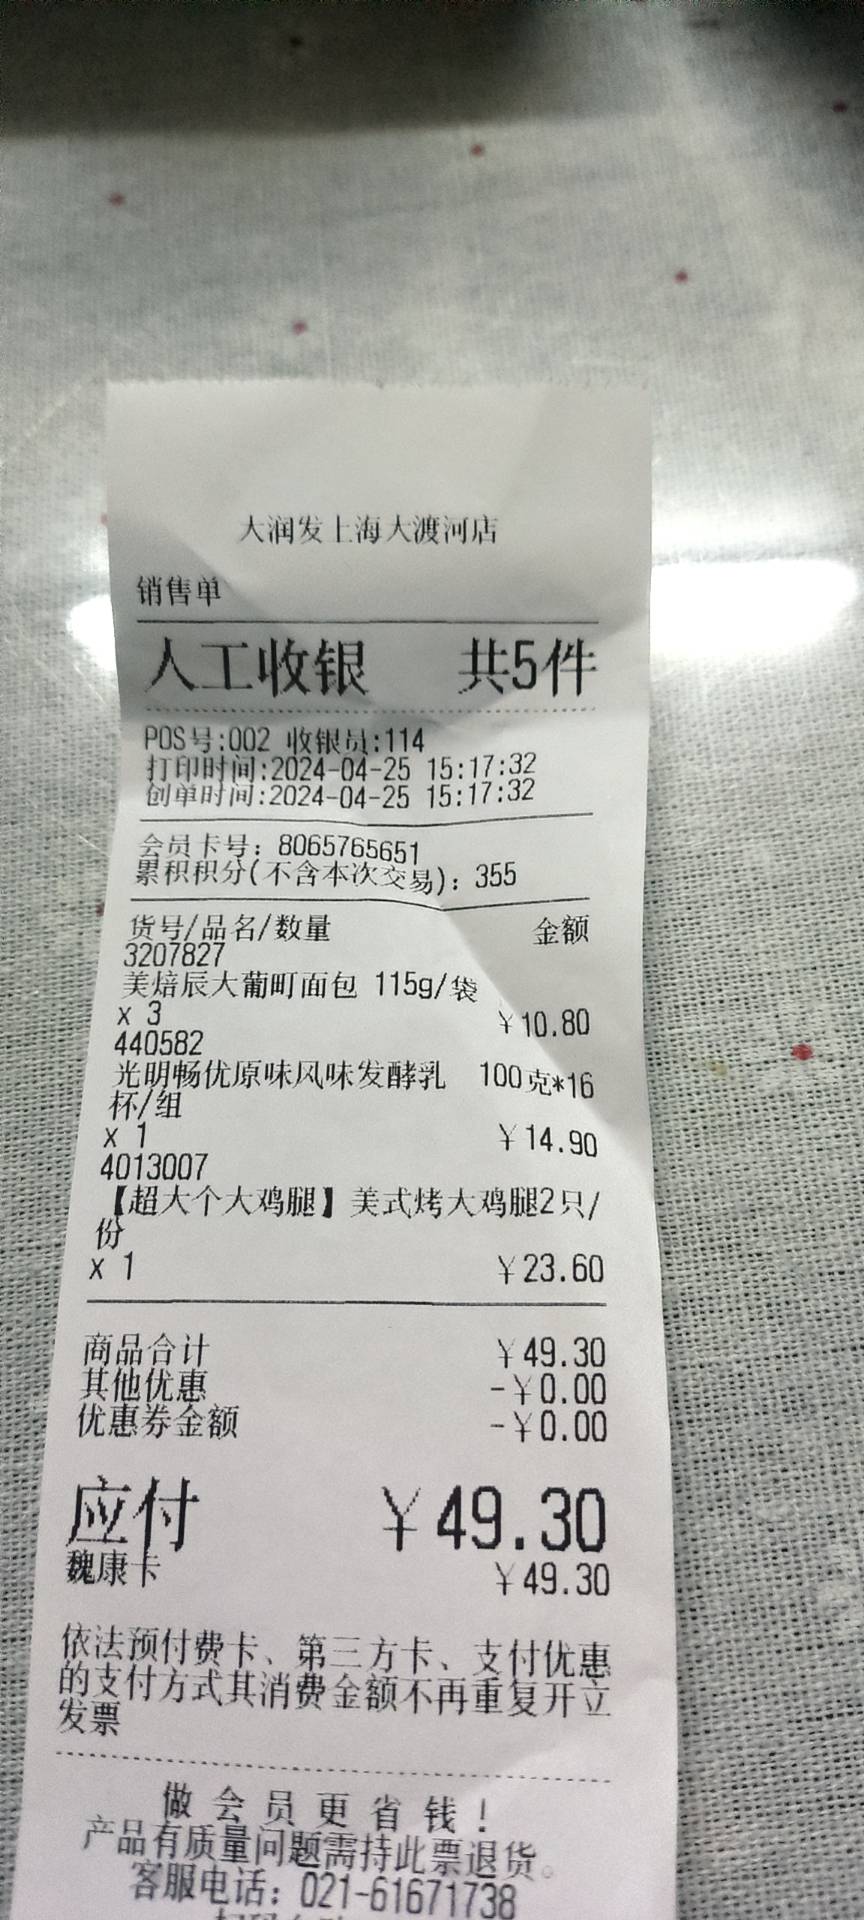 大润发上海大渡河店
销售单
人工收银 共5件
POS号:002 收银员:114
打印时间:2024-04-25 15:17:32
创单时间:2024-04-25 15:17:32
会员卡号: 8065765651
累积积分(不含本次交易): 355
货号/品名/数量 金额
3207827
美焙辰大葡町面包 115g/袋
x 3 ¥10.80
440582
光明畅优原味风味发酵乳 100克*16
杯/组
x 1 ¥14.90
4013007
【超大个大鸡腿】美式烤大鸡腿2只/
份
x 1 ¥23.60
商品合计 ¥49.30
其他优惠 -¥0.00
优惠券金额 -¥0.00
应付 ¥49.30
魏康卡 ¥49.30
依法预付费卡、第三方卡、支付优惠
的支付方式其消费金额不再重复开立
发票
做会员更省钱!
产品有质量问题需持此票退货。
客服电话: 021-61671738